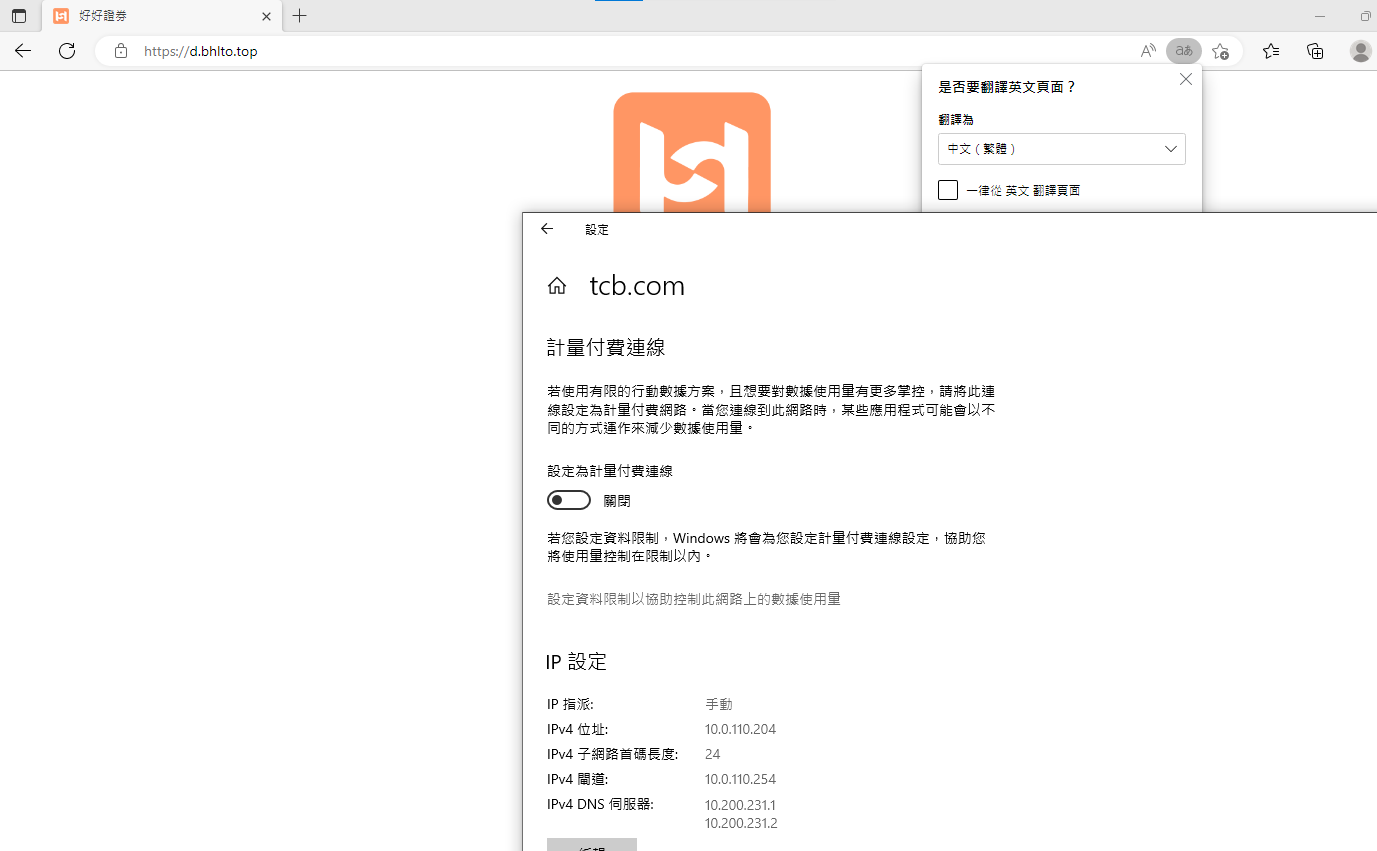 好好證券
https://d.bhlto.top
是否要翻譯英文頁面？
翻譯為
中文 ( 繁體 )
一律從 英文 翻譯頁面
設定
tcb.com
計量付費連線
若使用有限的行動數據方案，且想要對數據使用量有更多掌控，請將此連
線設定為計量付費網路。當您連線到此網路時，某些應用程式可能會以不
同的方式運作來減少數據使用量。
設定為計量付費連線
關閉
若您設定資料限制，Windows 將會為您設定計量付費連線設定，協助您
將使用量控制在限制以內。
設定資料限制以協助控制此網路上的數據使用量
IP 設定
IP 指派: 手動
IPv4 位址: 10.0.110.204
IPv4 子網路首碼長度: 24
IPv4 閘道: 10.0.110.254
IPv4 DNS 伺服器: 10.200.231.1
10.200.231.2